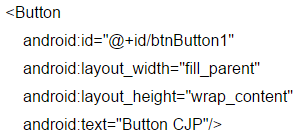 <Button
android:id="@+id/btnButton1"
android:layout_width="fill_parent"
android:layout_height="wrap_content"
android:text="Button CJP"/>